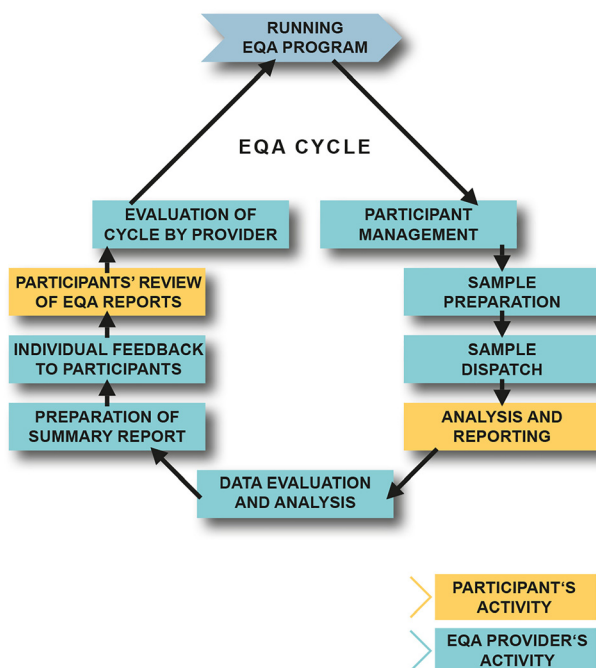 RUNNING
EQA PROGRAM
EQA CYCLE
EVALUATION OF
CYCLE BY PROVIDER
PARTICIPANT
MANAGEMENT
PARTICIPANTS’ REVIEW
OF EQA REPORTS
SAMPLE
PREPARATION
INDIVIDUAL FEEDBACK
TO PARTICIPANTS
SAMPLE
DISPATCH
PREPARATION OF
SUMMARY REPORT
ANALYSIS AND
REPORTING
DATA EVALUATION
AND ANALYSIS
PARTICIPANT‘S
ACTIVITY
EQA PROVIDER‘S
ACTIVITY